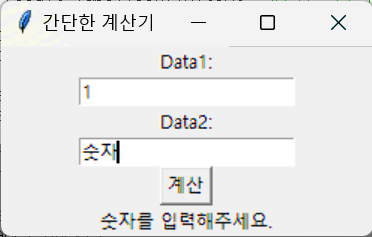 간단한 계산기
Data1:
1
Data2:
숫자
계산
숫자를 입력해주세요.